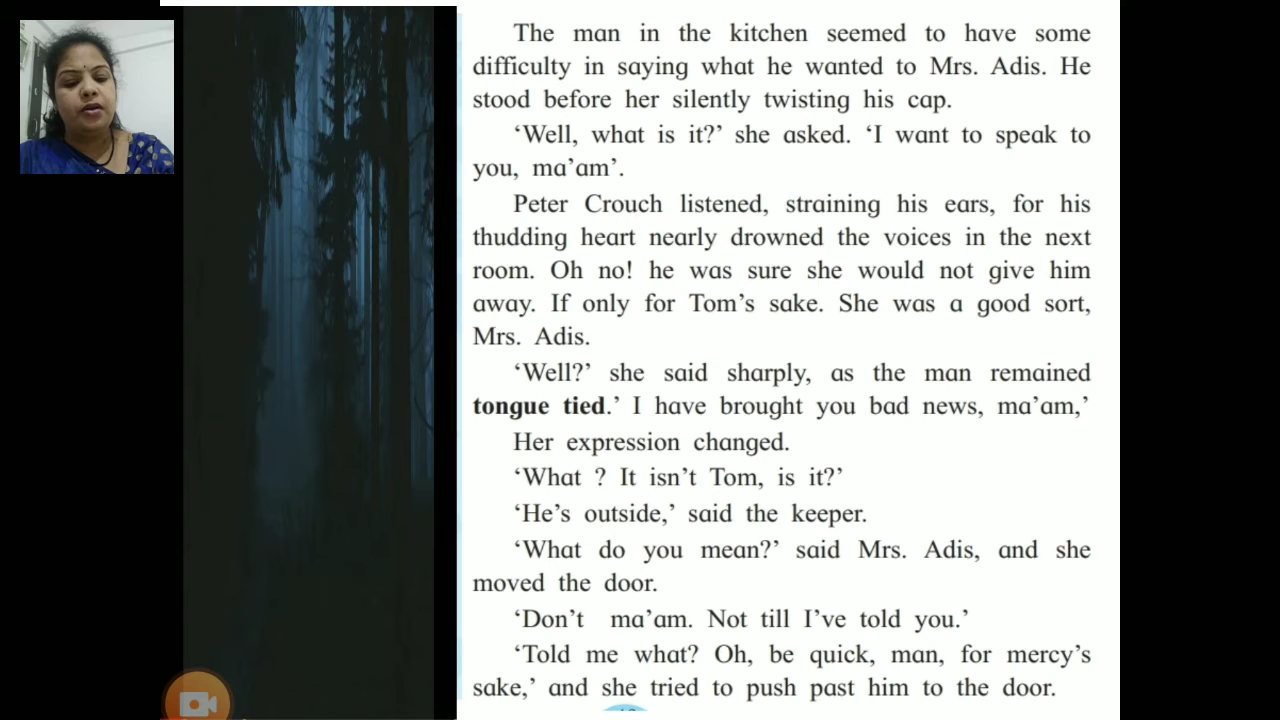 The man in the kitchen seemed to have some
difficulty in saying what he wanted to Mrs. Adis. He
stood before her silently twisting his cap.
‘Well, what is it?’ she asked. ‘I want to speak to
you, ma’am’.
Peter Crouch listened, straining his ears, for his
thudding heart nearly drowned the voices in the next
room. Oh no! he was sure she would not give him
away. If only for Tom’s sake. She was a good sort,
Mrs. Adis.
‘Well?’ she said sharply, as the man remained
tongue tied.’ I have brought you bad news, ma’am,’
Her expression changed.
‘What ? It isn’t Tom, is it?’
‘He’s outside,’ said the keeper.
‘What do you mean?’ said Mrs. Adis, and she
moved the door.
‘Don’t ma’am. Not till I’ve told you.’
‘Told me what? Oh, be quick, man, for mercy’s
sake,’ and she tried to push past him to the door.